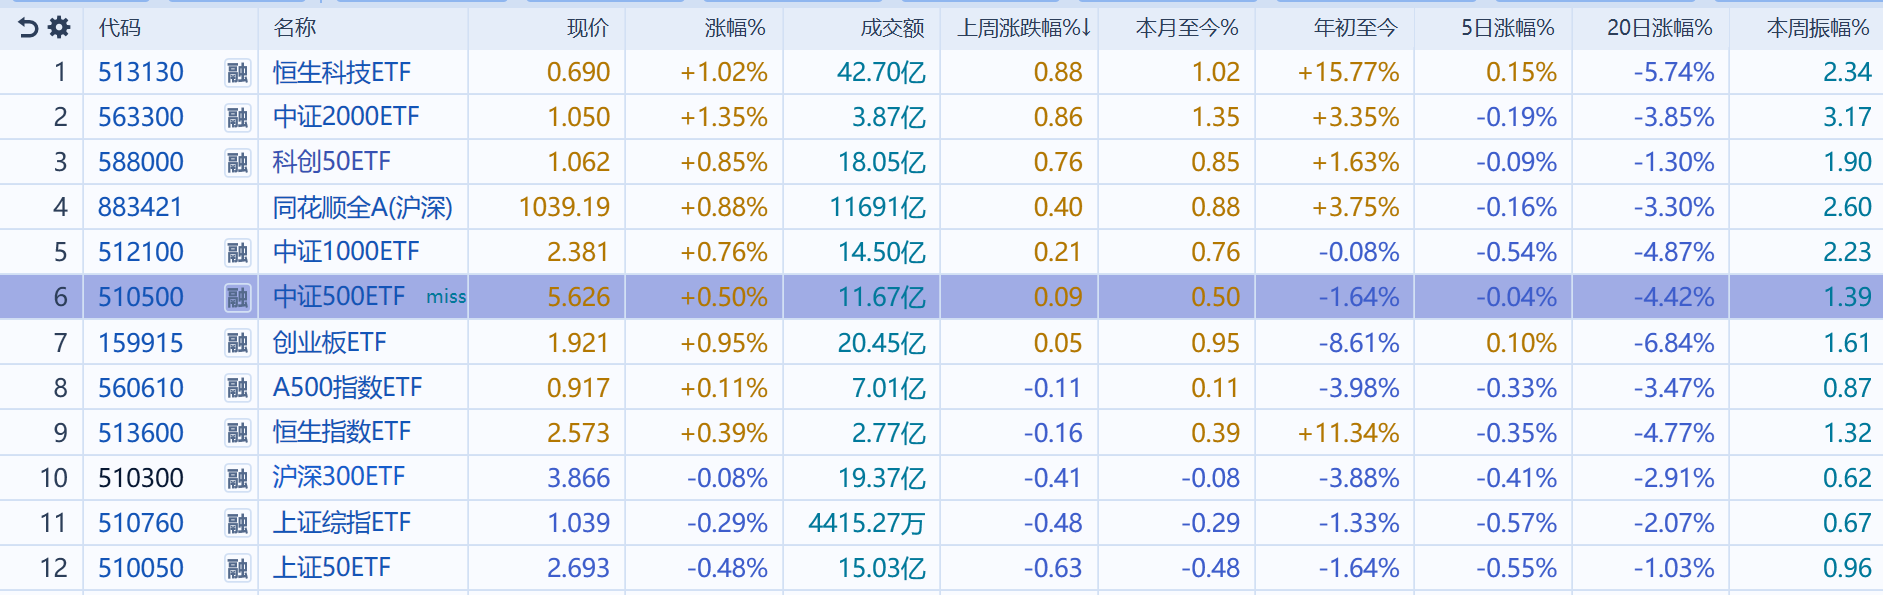 代码 名称 现价 涨幅% 成交额 上周涨跌幅%↓ 本月至今% 年初至今 5日涨幅% 20日涨幅% 本周振幅%
1 513130 融 恒生科技ETF 0.690 +1.02% 42.70亿 0.88 1.02 +15.77% 0.15% -5.74% 2.34
2 563300 融 中证2000ETF 1.050 +1.35% 3.87亿 0.86 1.35 +3.35% -0.19% -3.85% 3.17
3 588000 融 科创50ETF 1.062 +0.85% 18.05亿 0.76 0.85 +1.63% -0.09% -1.30% 1.90
4 883421 同花顺全A(沪深) 1039.19 +0.88% 11691亿 0.40 0.88 +3.75% -0.16% -3.30% 2.60
5 512100 融 中证1000ETF 2.381 +0.76% 14.50亿 0.21 0.76 -0.08% -0.54% -4.87% 2.23
6 510500 融 中证500ETF miss 5.626 +0.50% 11.67亿 0.09 0.50 -1.64% -0.04% -4.42% 1.39
7 159915 融 创业板ETF 1.921 +0.95% 20.45亿 0.05 0.95 -8.61% 0.10% -6.84% 1.61
8 560610 融 A500指数ETF 0.917 +0.11% 7.01亿 -0.11 0.11 -3.98% -0.33% -3.47% 0.87
9 513600 融 恒生指数ETF 2.573 +0.39% 2.77亿 -0.16 0.39 +11.34% -0.35% -4.77% 1.32
10 510300 融 沪深300ETF 3.866 -0.08% 19.37亿 -0.41 -0.08 -3.88% -0.41% -2.91% 0.62
11 510760 融 上证综指ETF 1.039 -0.29% 4415.27万 -0.48 -0.29 -1.33% -0.57% -2.07% 0.67
12 510050 融 上证50ETF 2.693 -0.48% 15.03亿 -0.63 -0.48 -1.64% -0.55% -1.03% 0.96